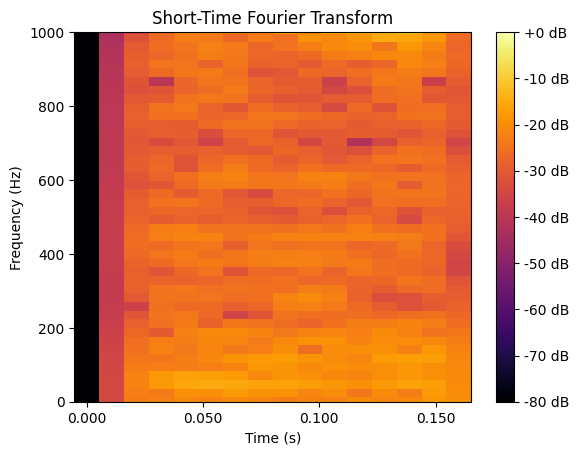 Short-Time Fourier Transform
1000
800
600
400
200
0
Frequency (Hz)
0.000
0.050
0.100
0.150
Time (s)
+0 dB
-10 dB
-20 dB
-30 dB
-40 dB
-50 dB
-60 dB
-70 dB
-80 dB